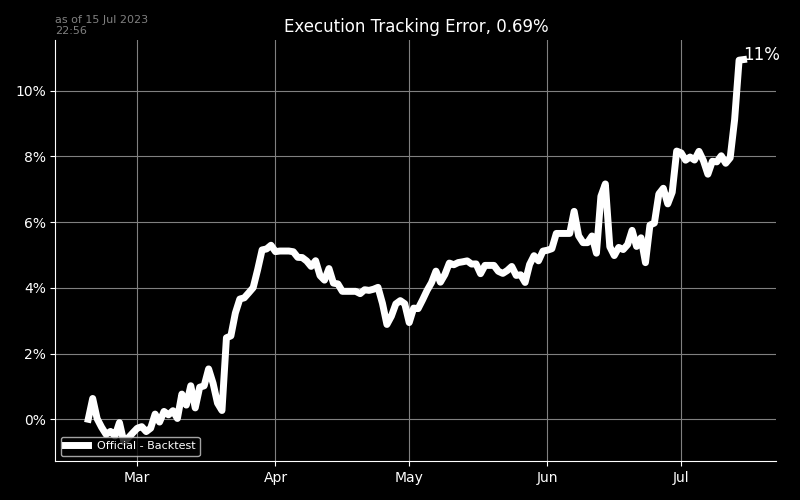 as of 15 Jul 2023
22:56
Execution Tracking Error, 0.69%
11%
10%
8%
6%
4%
2%
0%
Official - Backtest
Mar Apr May Jun Jul